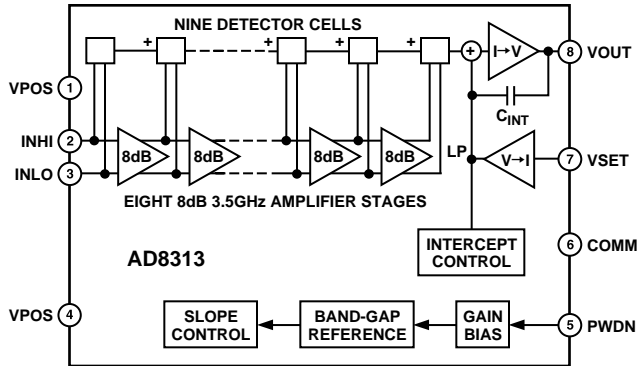 NINE DETECTOR CELLS
+ + + +
+
I→V
8 VOUT
VPOS 1
C_INT
INHI 2
8dB 8dB 8dB 8dB
LP
V→I
7 VSET
INLO 3
EIGHT 8dB 3.5GHz AMPLIFIER STAGES
INTERCEPT
CONTROL
6 COMM
AD8313
VPOS 4
SLOPE
CONTROL
BAND-GAP
REFERENCE
GAIN
BIAS
5 PWDN